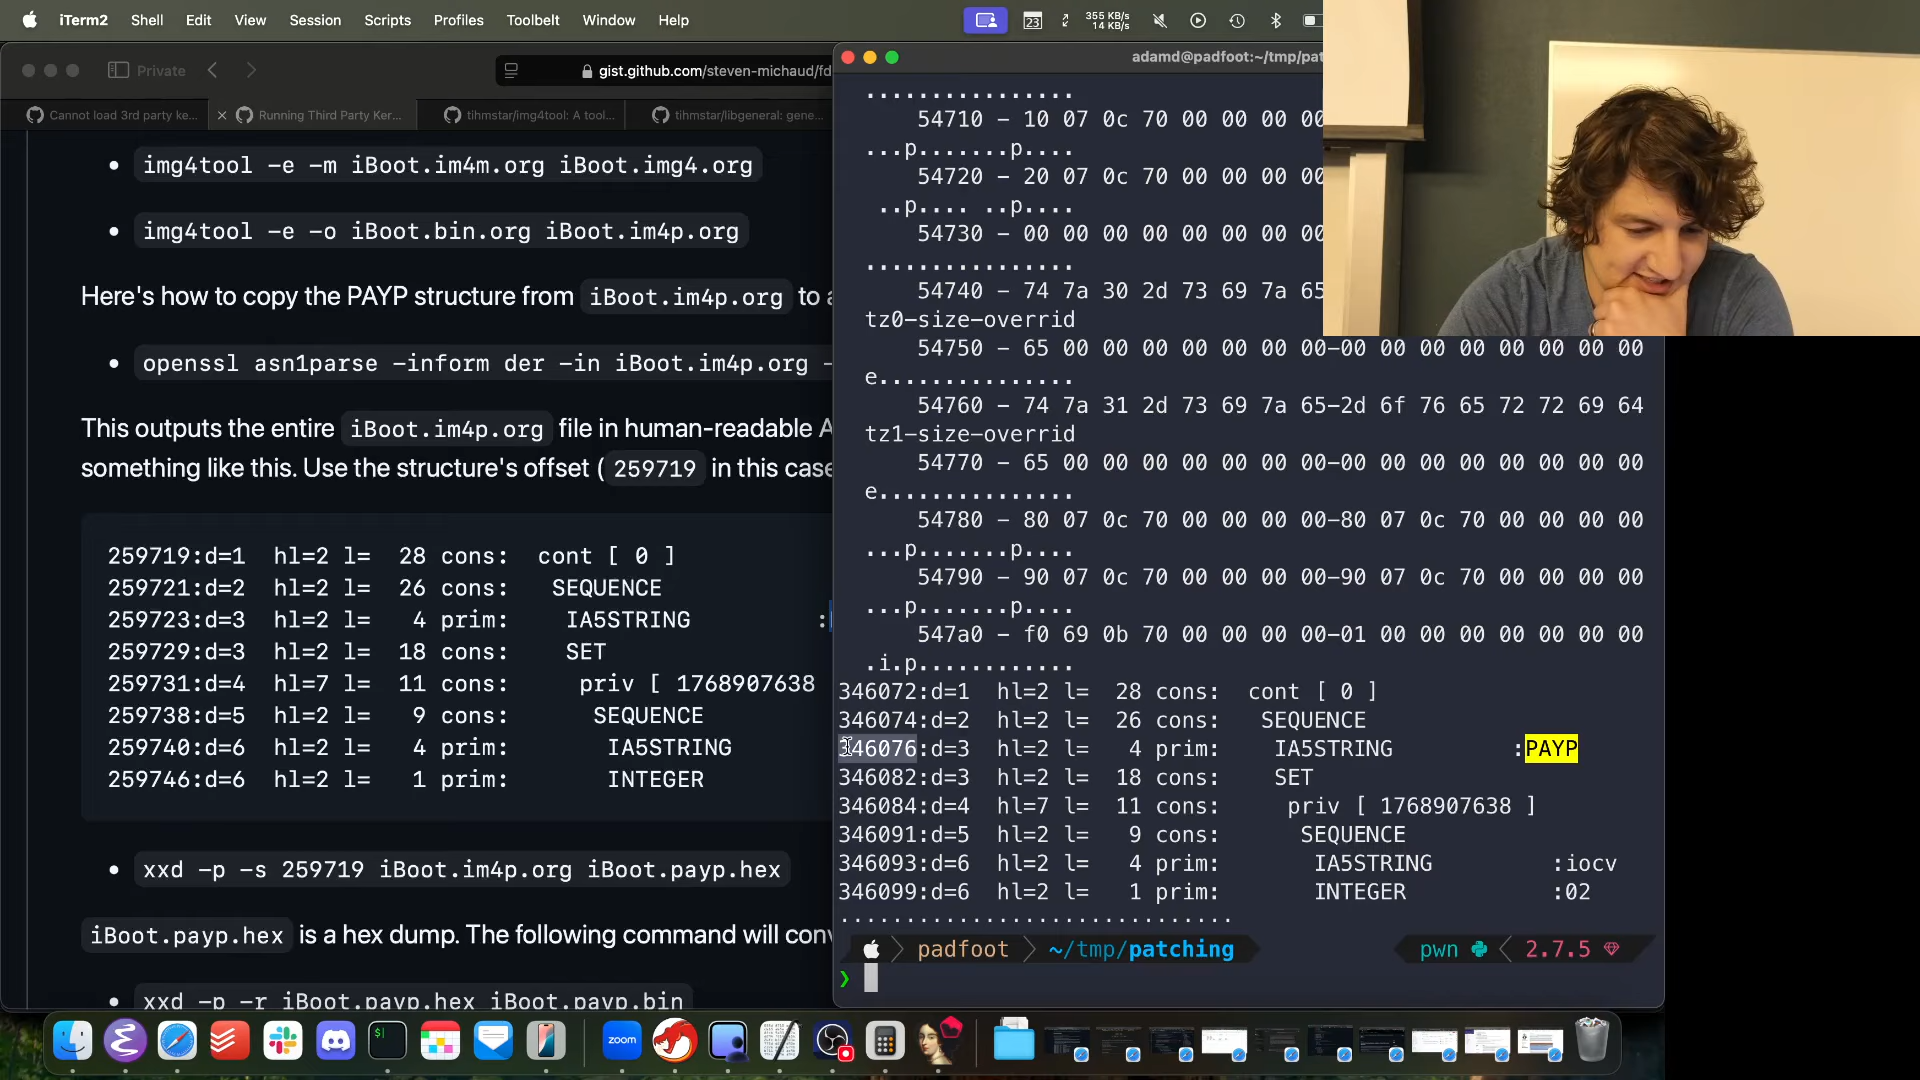 iTerm2 Shell Edit View Session Scripts Profiles Toolbelt Window Help
23
355 KB/s
14 KB/s
Private
gist.github.com/steven-michaud/fd
adamd@padfoot:~/tmp/pat
Cannot load 3rd party ke...
Running Third Party Ker...
tihmstar/img4tool: A tool...
tihmstar/libgeneral: gene...
img4tool -e -m iBoot.im4m.org iBoot.img4.org
img4tool -e -o iBoot.bin.org iBoot.im4p.org
Here's how to copy the PAYP structure from iBoot.im4p.org to a
openssl asn1parse -inform der -in iBoot.im4p.org -
This outputs the entire iBoot.im4p.org file in human-readable A
something like this. Use the structure's offset (259719 in this case
259719:d=1 hl=2 l= 28 cons: cont [ 0 ]
259721:d=2 hl=2 l= 26 cons: SEQUENCE
259723:d=3 hl=2 l= 4 prim: IA5STRING :
259729:d=3 hl=2 l= 18 cons: SET
259731:d=4 hl=7 l= 11 cons: priv [ 1768907638
259738:d=5 hl=2 l= 9 cons: SEQUENCE
259740:d=6 hl=2 l= 4 prim: IA5STRING
259746:d=6 hl=2 l= 1 prim: INTEGER
xxd -p -s 259719 iBoot.im4p.org iBoot.payp.hex
iBoot.payp.hex is a hex dump. The following command will conv
xxd -p -r iBoot.payp.hex iBoot.payp.bin
................
54710 - 10 07 0c 70 00 00 00 00
...p.......p....
54720 - 20 07 0c 70 00 00 00 00
..p.... ..p....
54730 - 00 00 00 00 00 00 00 00
................
54740 - 74 7a 30 2d 73 69 7a 65
tz0-size-overrid
54750 - 65 00 00 00 00 00 00 00-00 00 00 00 00 00 00 00
e...............
54760 - 74 7a 31 2d 73 69 7a 65-2d 6f 76 65 72 72 69 64
tz1-size-overrid
54770 - 65 00 00 00 00 00 00 00-00 00 00 00 00 00 00 00
e...............
54780 - 80 07 0c 70 00 00 00 00-80 07 0c 70 00 00 00 00
...p.......p....
54790 - 90 07 0c 70 00 00 00 00-90 07 0c 70 00 00 00 00
...p.......p....
547a0 - f0 69 0b 70 00 00 00 00-01 00 00 00 00 00 00 00
.i.p............
346072:d=1 hl=2 l= 28 cons: cont [ 0 ]
346074:d=2 hl=2 l= 26 cons: SEQUENCE
346076:d=3 hl=2 l= 4 prim: IA5STRING :PAYP
346082:d=3 hl=2 l= 18 cons: SET
346084:d=4 hl=7 l= 11 cons: priv [ 1768907638 ]
346091:d=5 hl=2 l= 9 cons: SEQUENCE
346093:d=6 hl=2 l= 4 prim: IA5STRING :iocv
346099:d=6 hl=2 l= 1 prim: INTEGER :02
..............................
padfoot ~/tmp/patching pwn 2.7.5
❯
zoom